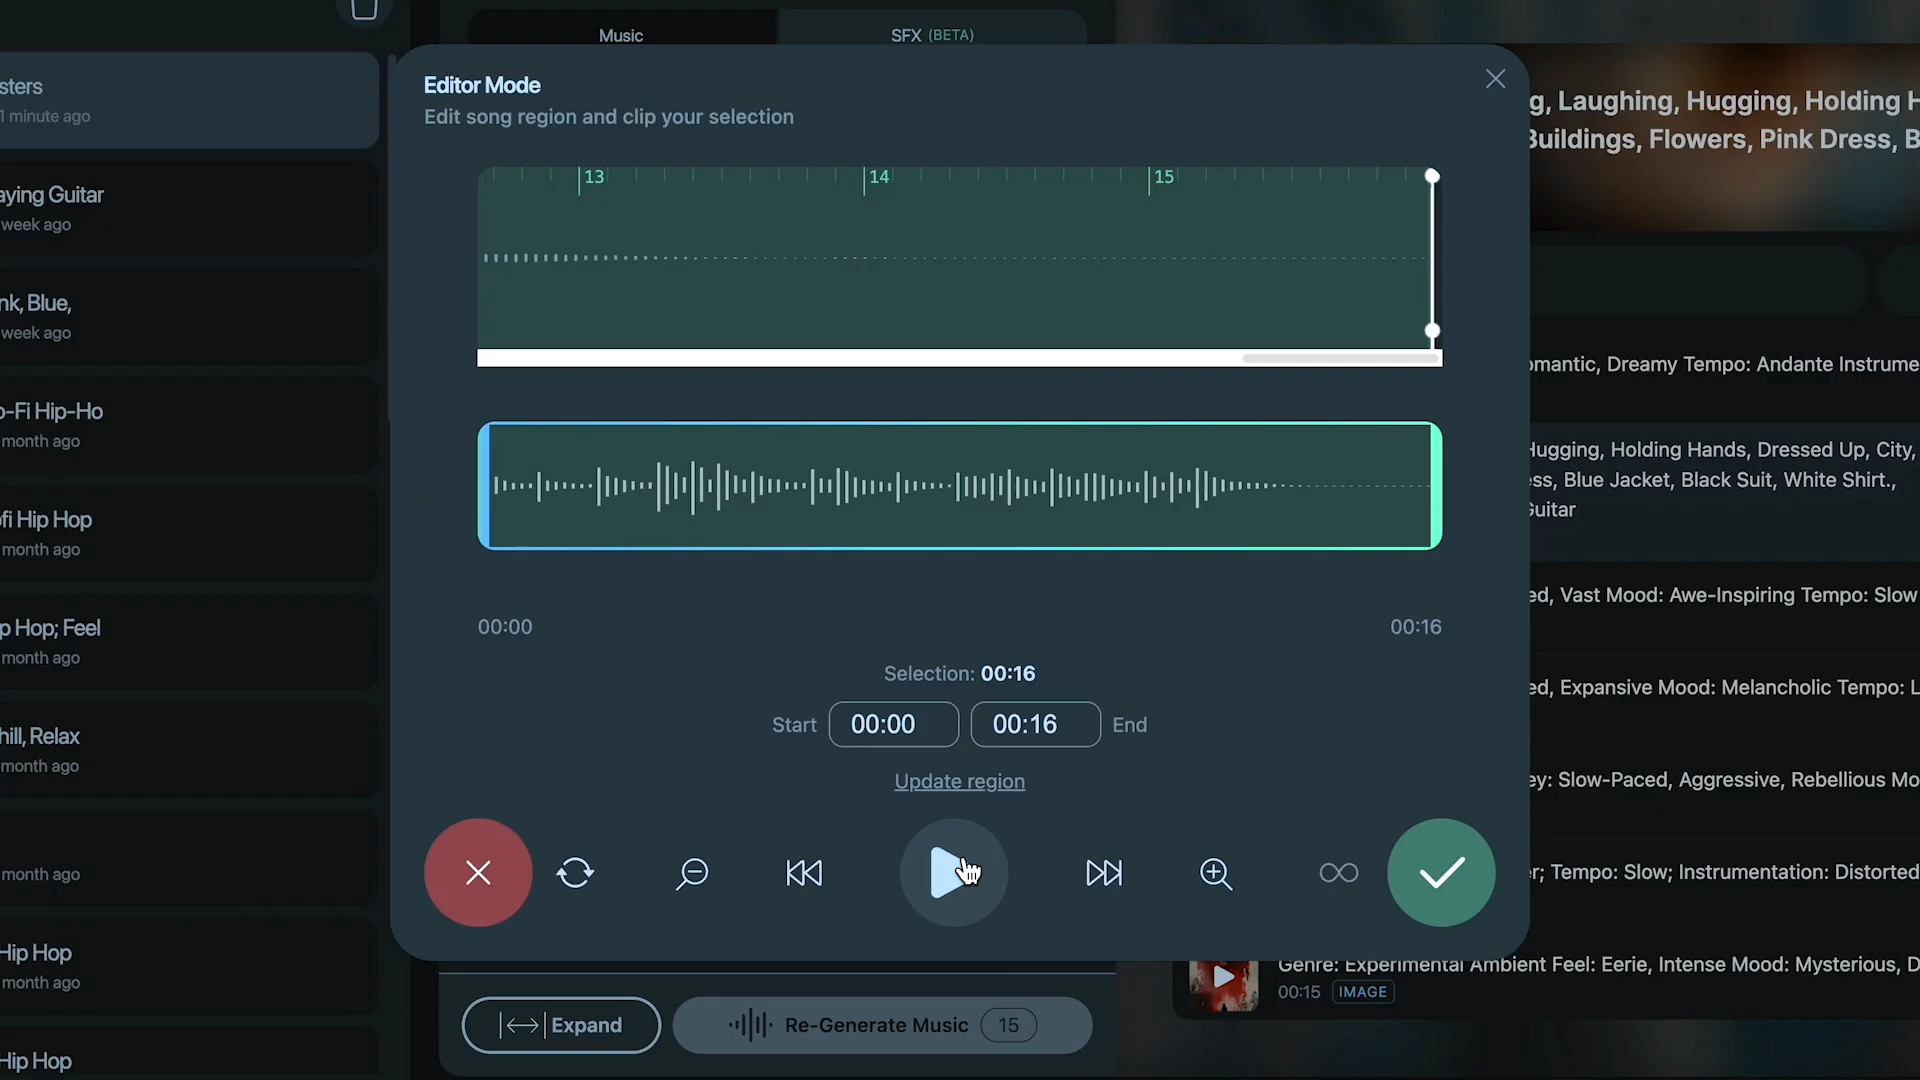 Music
SFX (BETA)
sters
1 minute ago
aying Guitar
week ago
nk, Blue,
week ago
o-Fi Hip-Ho
month ago
ofi Hip Hop
month ago
p Hop; Feel
month ago
hill, Relax
month ago
month ago
Hip Hop
month ago
Hip Hop
Editor Mode
Edit song region and clip your selection
13
14
15
00:00
00:16
Selection: 00:16
Start 00:00 00:16 End
Update region
Expand
Re-Generate Music 15
g, Laughing, Hugging, Holding H
Buildings, Flowers, Pink Dress, B
omantic, Dreamy Tempo: Andante Instrume
Hugging, Holding Hands, Dressed Up, City,
ess, Blue Jacket, Black Suit, White Shirt.,
Guitar
ed, Vast Mood: Awe-Inspiring Tempo: Slow
ed, Expansive Mood: Melancholic Tempo: L
ey: Slow-Paced, Aggressive, Rebellious Mo
er; Tempo: Slow; Instrumentation: Distorted
Genre: Experimental Ambient Feel: Eerie, Intense Mood: Mysterious, D
00:15 IMAGE